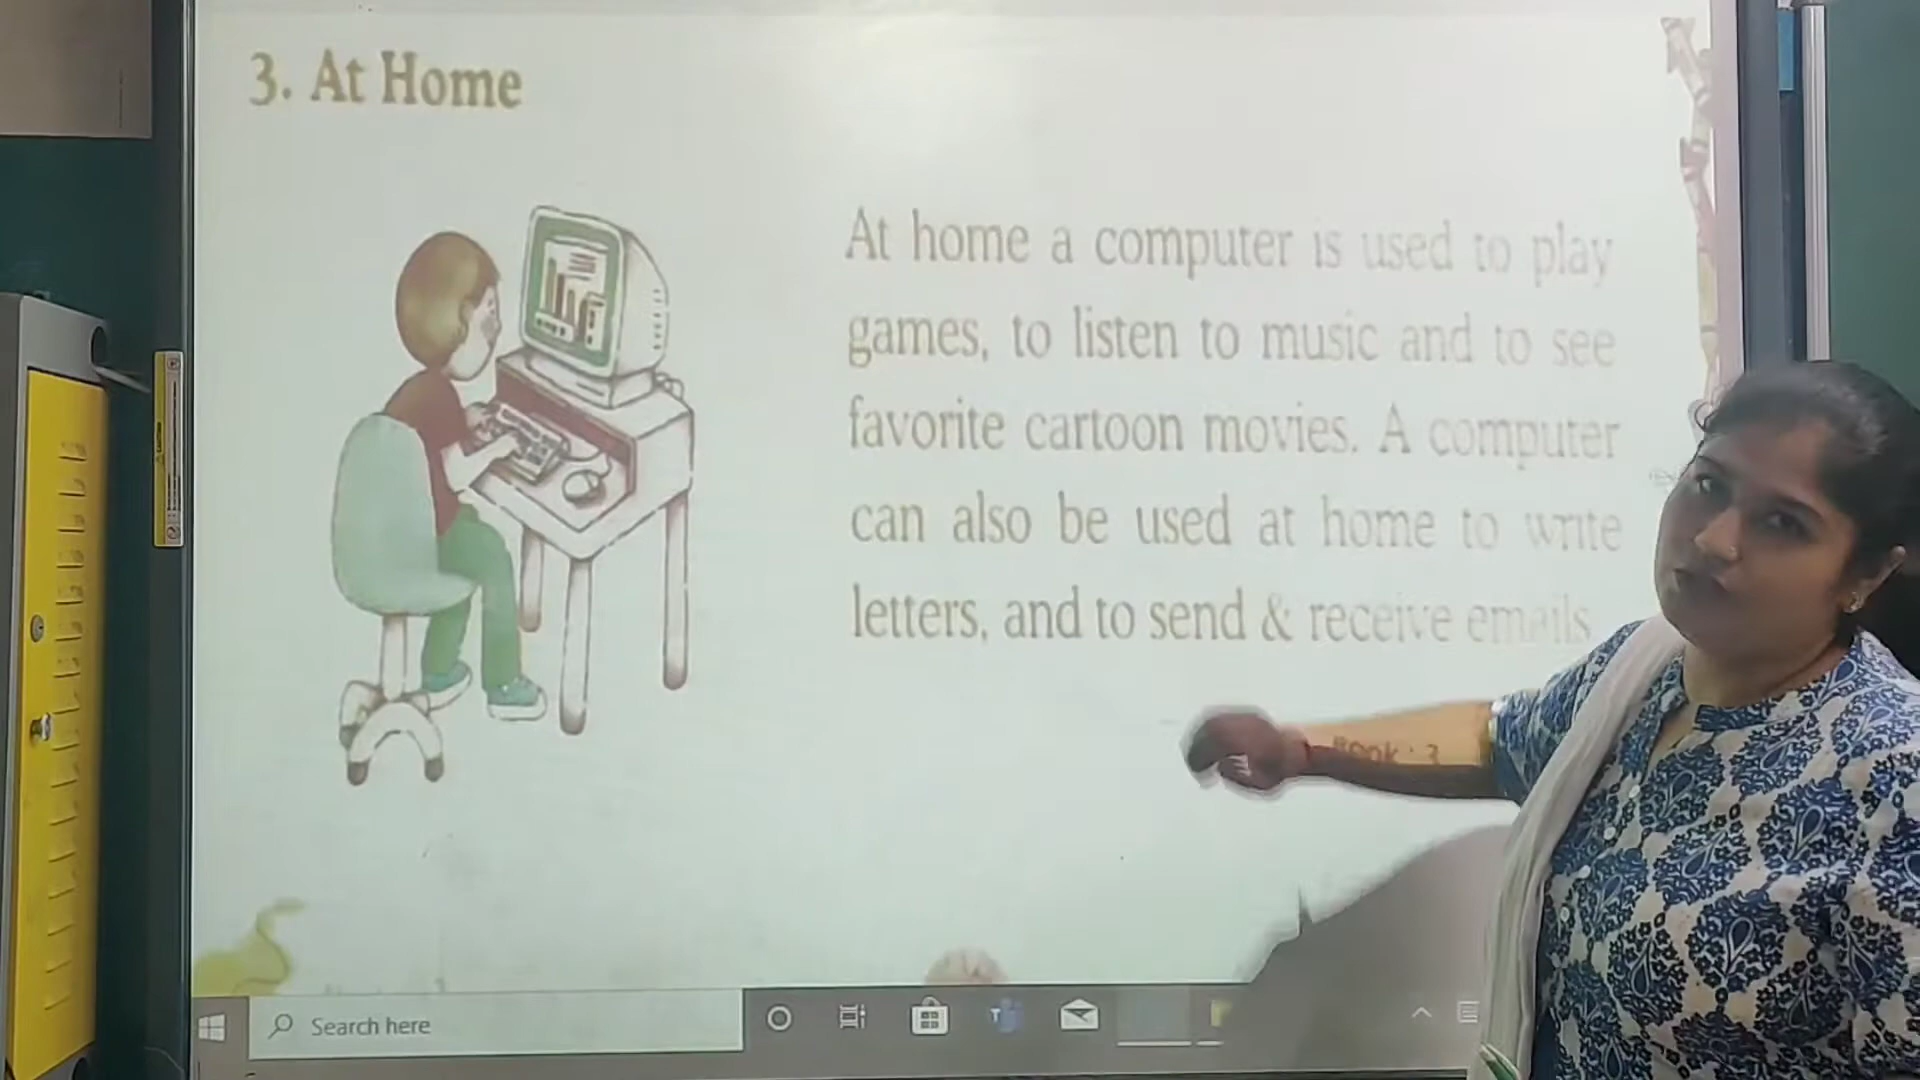 3. At Home
At home a computer is used to play
games, to listen to music and to see
favorite cartoon movies. A computer
can also be used at home to write
letters, and to send & receive emails
Book : 3
Search here